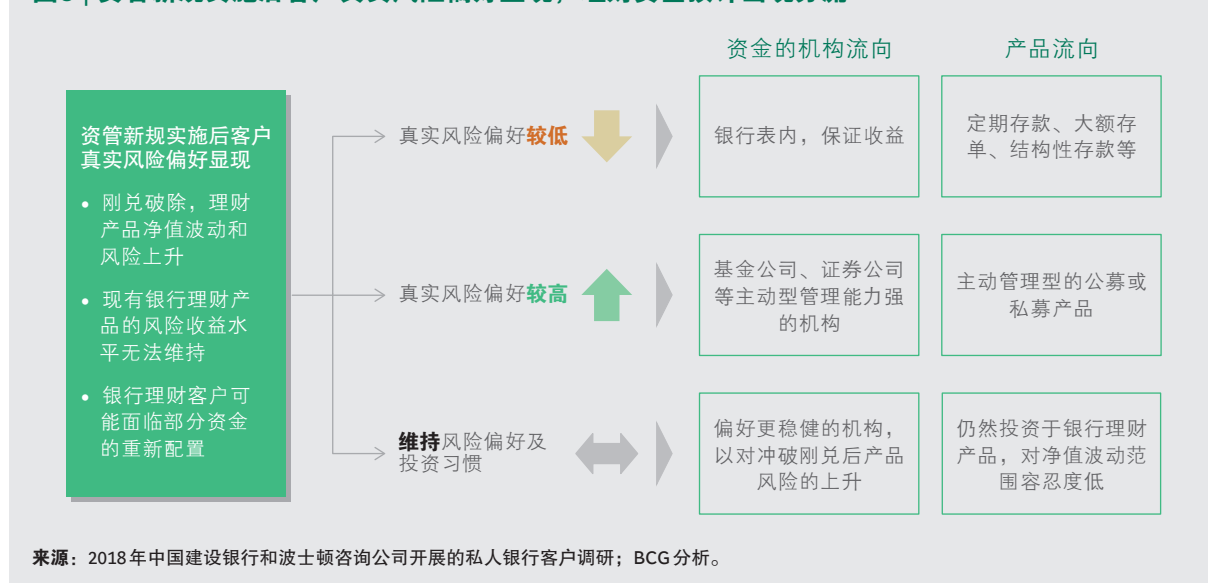 资金的机构流向
产品流向
资管新规实施后客户
真实风险偏好显现
• 刚兑破除，理财
产品净值波动和
风险上升
• 现有银行理财产
品的风险收益水
平无法维持
• 银行理财客户可
能面临部分资金
的重新配置
真实风险偏好较低
银行表内，保证收益
定期存款、大额存
单、结构性存款等
真实风险偏好较高
基金公司、证券公司
等主动型管理能力强
的机构
主动管理型的公募或
私募产品
维持风险偏好及
投资习惯
偏好更稳健的机构，
以对冲破刚兑后产品
风险的上升
仍然投资于银行理财
产品，对净值波动范
围容忍度低
来源：2018年中国建设银行和波士顿咨询公司开展的私人银行客户调研；BCG分析。